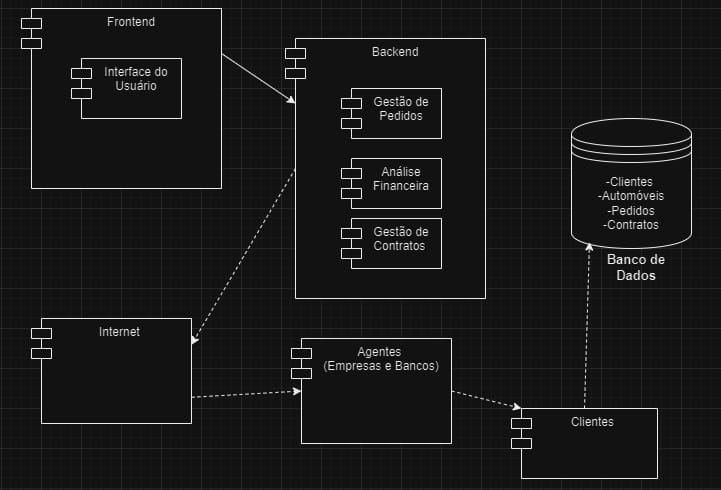 Frontend
Interface do
Usuário
Backend
Gestão de
Pedidos
Análise
Financeira
Gestão de
Contratos
-Clientes
-Automóveis
-Pedidos
-Contratos
Banco de
Dados
Internet
Agentes
(Empresas e Bancos)
Clientes